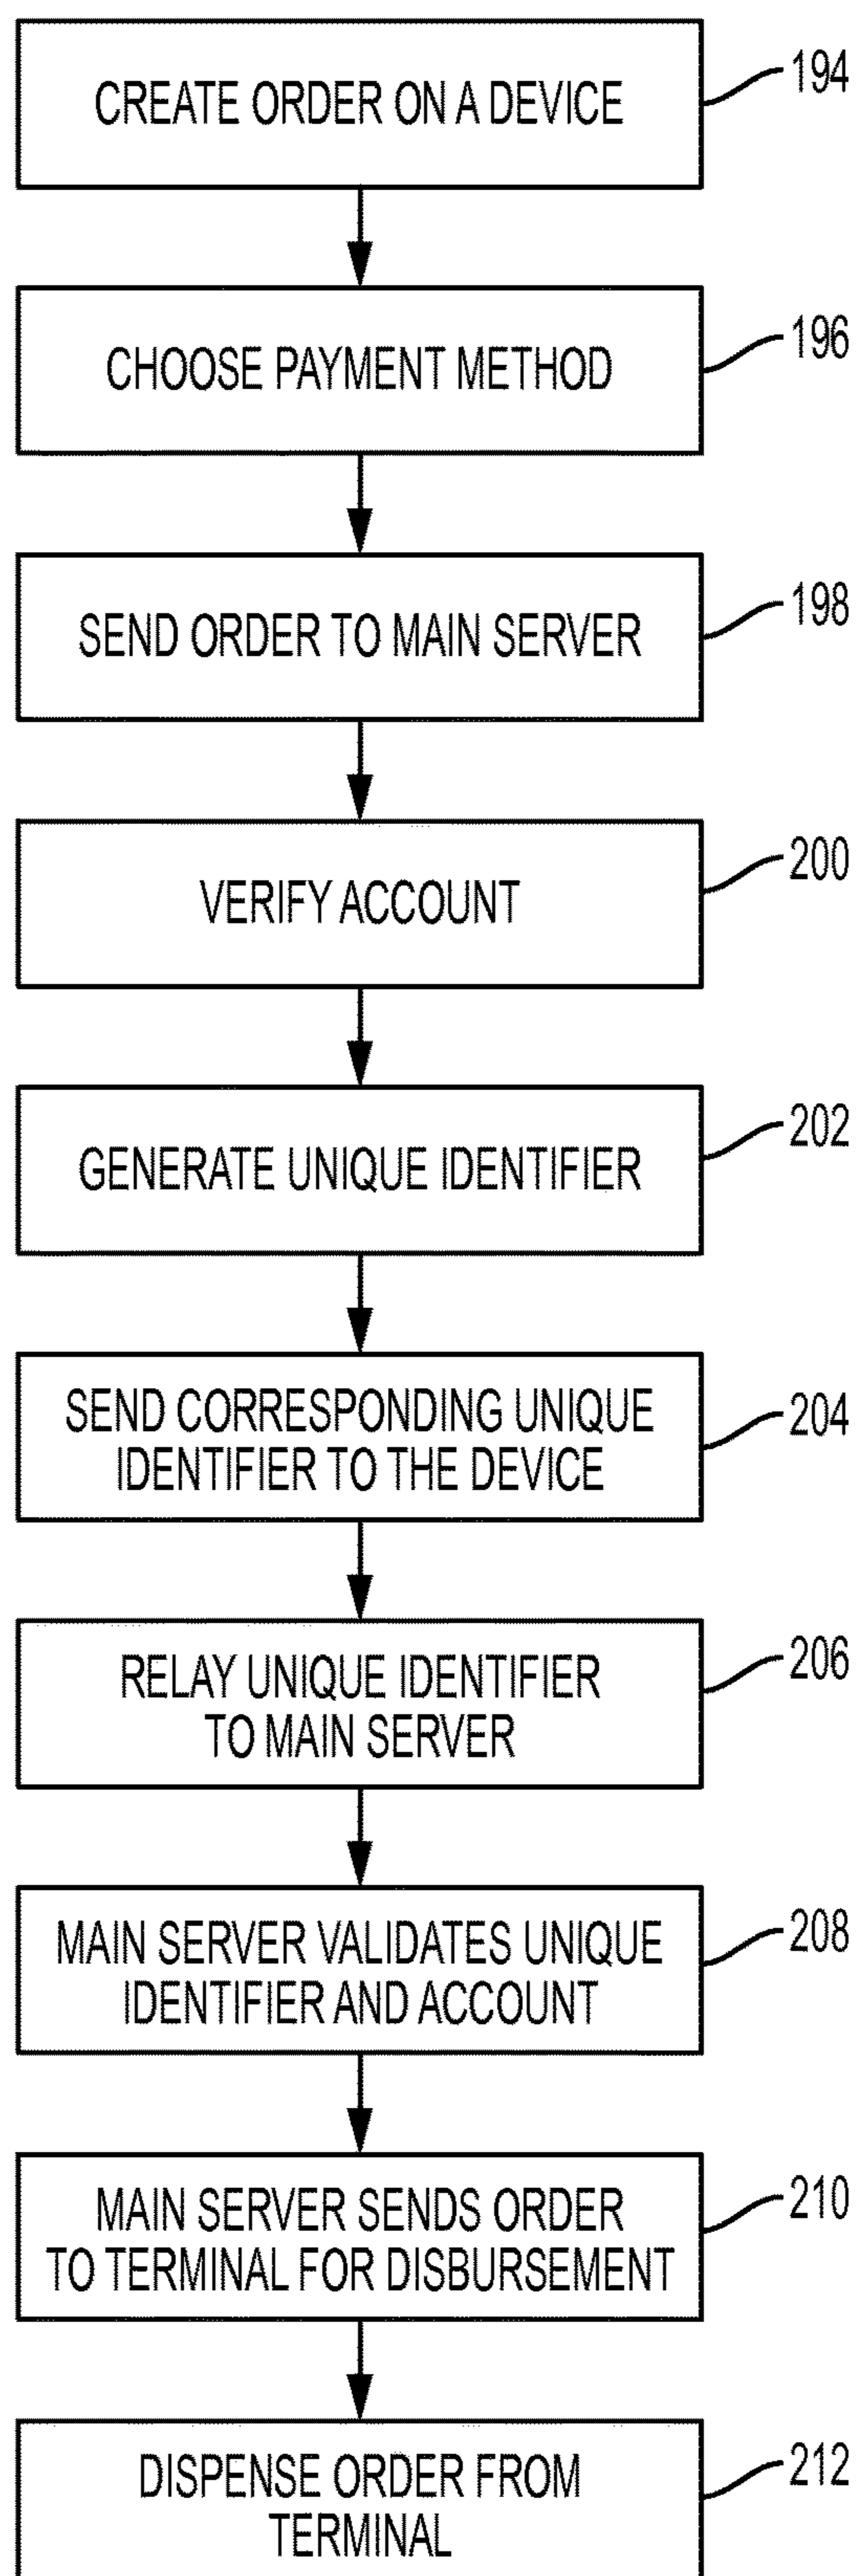 CREATE ORDER ON A DEVICE
194
CHOOSE PAYMENT METHOD
196
SEND ORDER TO MAIN SERVER
198
VERIFY ACCOUNT
200
GENERATE UNIQUE IDENTIFIER
202
SEND CORRESPONDING UNIQUE
IDENTIFIER TO THE DEVICE
204
RELAY UNIQUE IDENTIFIER
TO MAIN SERVER
206
MAIN SERVER VALIDATES UNIQUE
IDENTIFIER AND ACCOUNT
208
MAIN SERVER SENDS ORDER
TO TERMINAL FOR DISBURSEMENT
210
DISPENSE ORDER FROM
TERMINAL
212